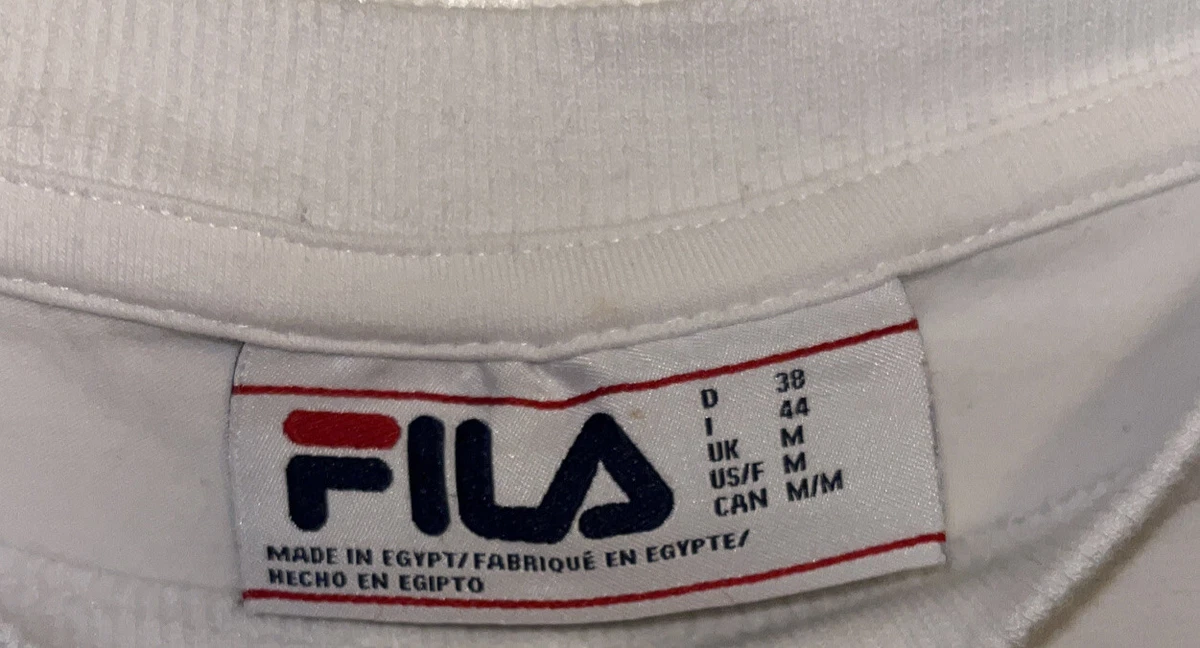 FILA
D 38
I 44
UK M
US/F M
CAN M/M
MADE IN EGYPT/FABRIQUÉ EN EGYPTE/
HECHO EN EGIPTO